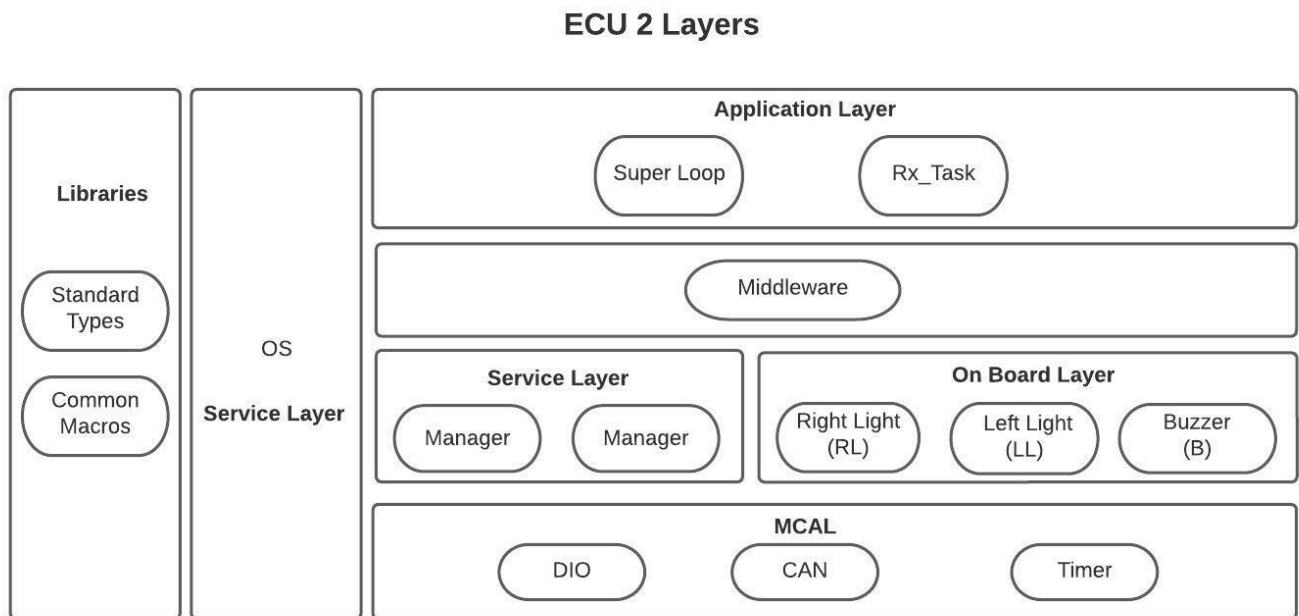 ECU 2 Layers
Libraries
Standard
Types
Common
Macros
OS
Service Layer
Application Layer
Super Loop
Rx_Task
Middleware
Service Layer
Manager
Manager
On Board Layer
Right Light
(RL)
Left Light
(LL)
Buzzer
(B)
MCAL
DIO
CAN
Timer